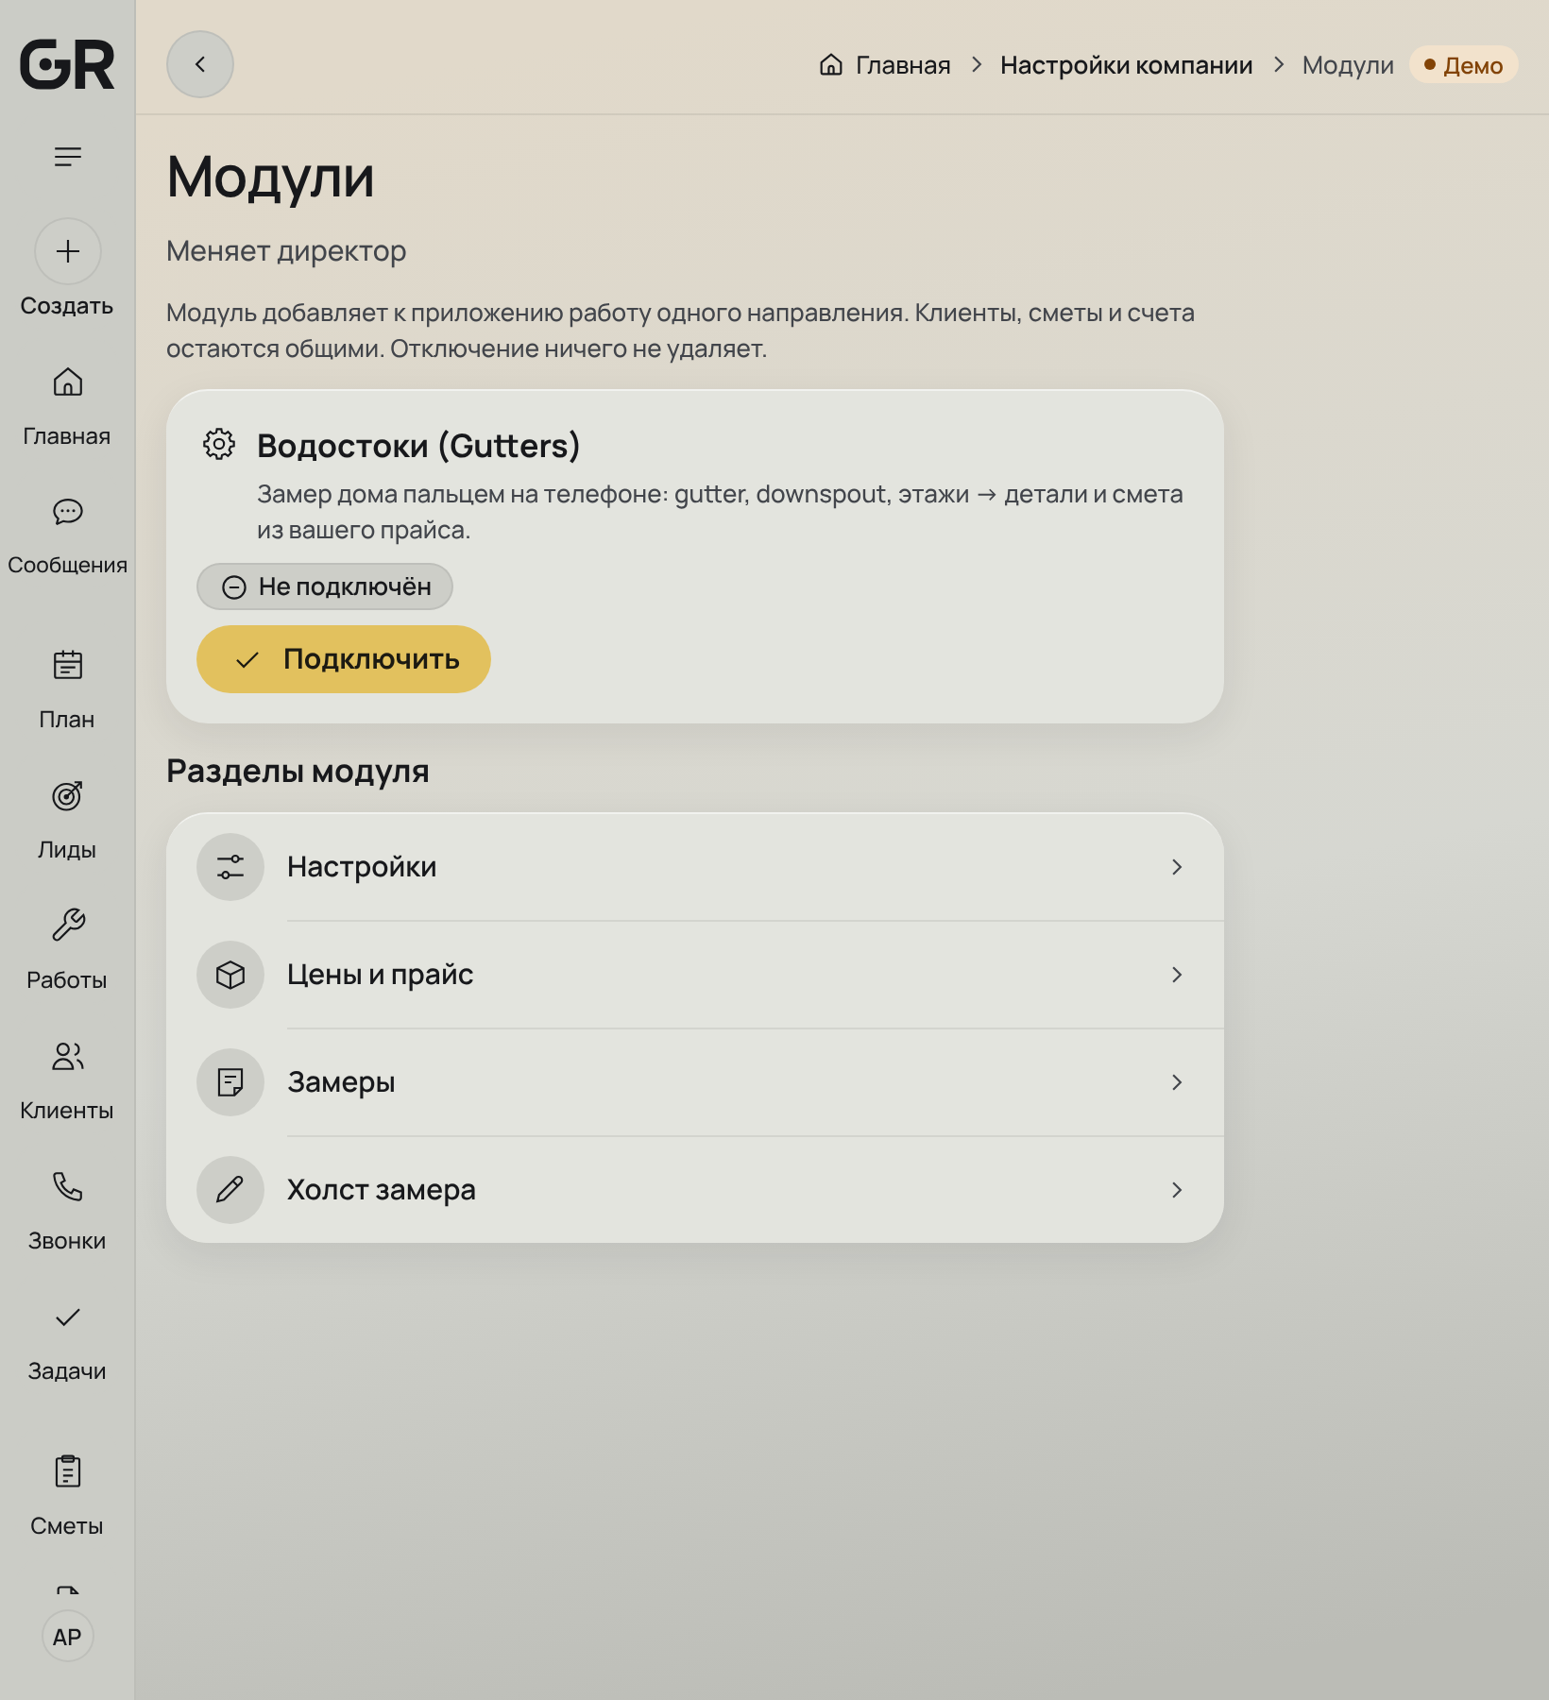 GR
Главная
Настройки компании
Модули
Демо
Создать
Главная
Сообщения
План
Лиды
Работы
Клиенты
Звонки
Задачи
Сметы
AP
Модули
Меняет директор
Модуль добавляет к приложению работу одного направления. Клиенты, сметы и счета
остаются общими. Отключение ничего не удаляет.
Водостоки (Gutters)
Замер дома пальцем на телефоне: gutter, downspout, этажи → детали и смета
из вашего прайса.
Не подключён
Подключить
Разделы модуля
Настройки
Цены и прайс
Замеры
Холст замера